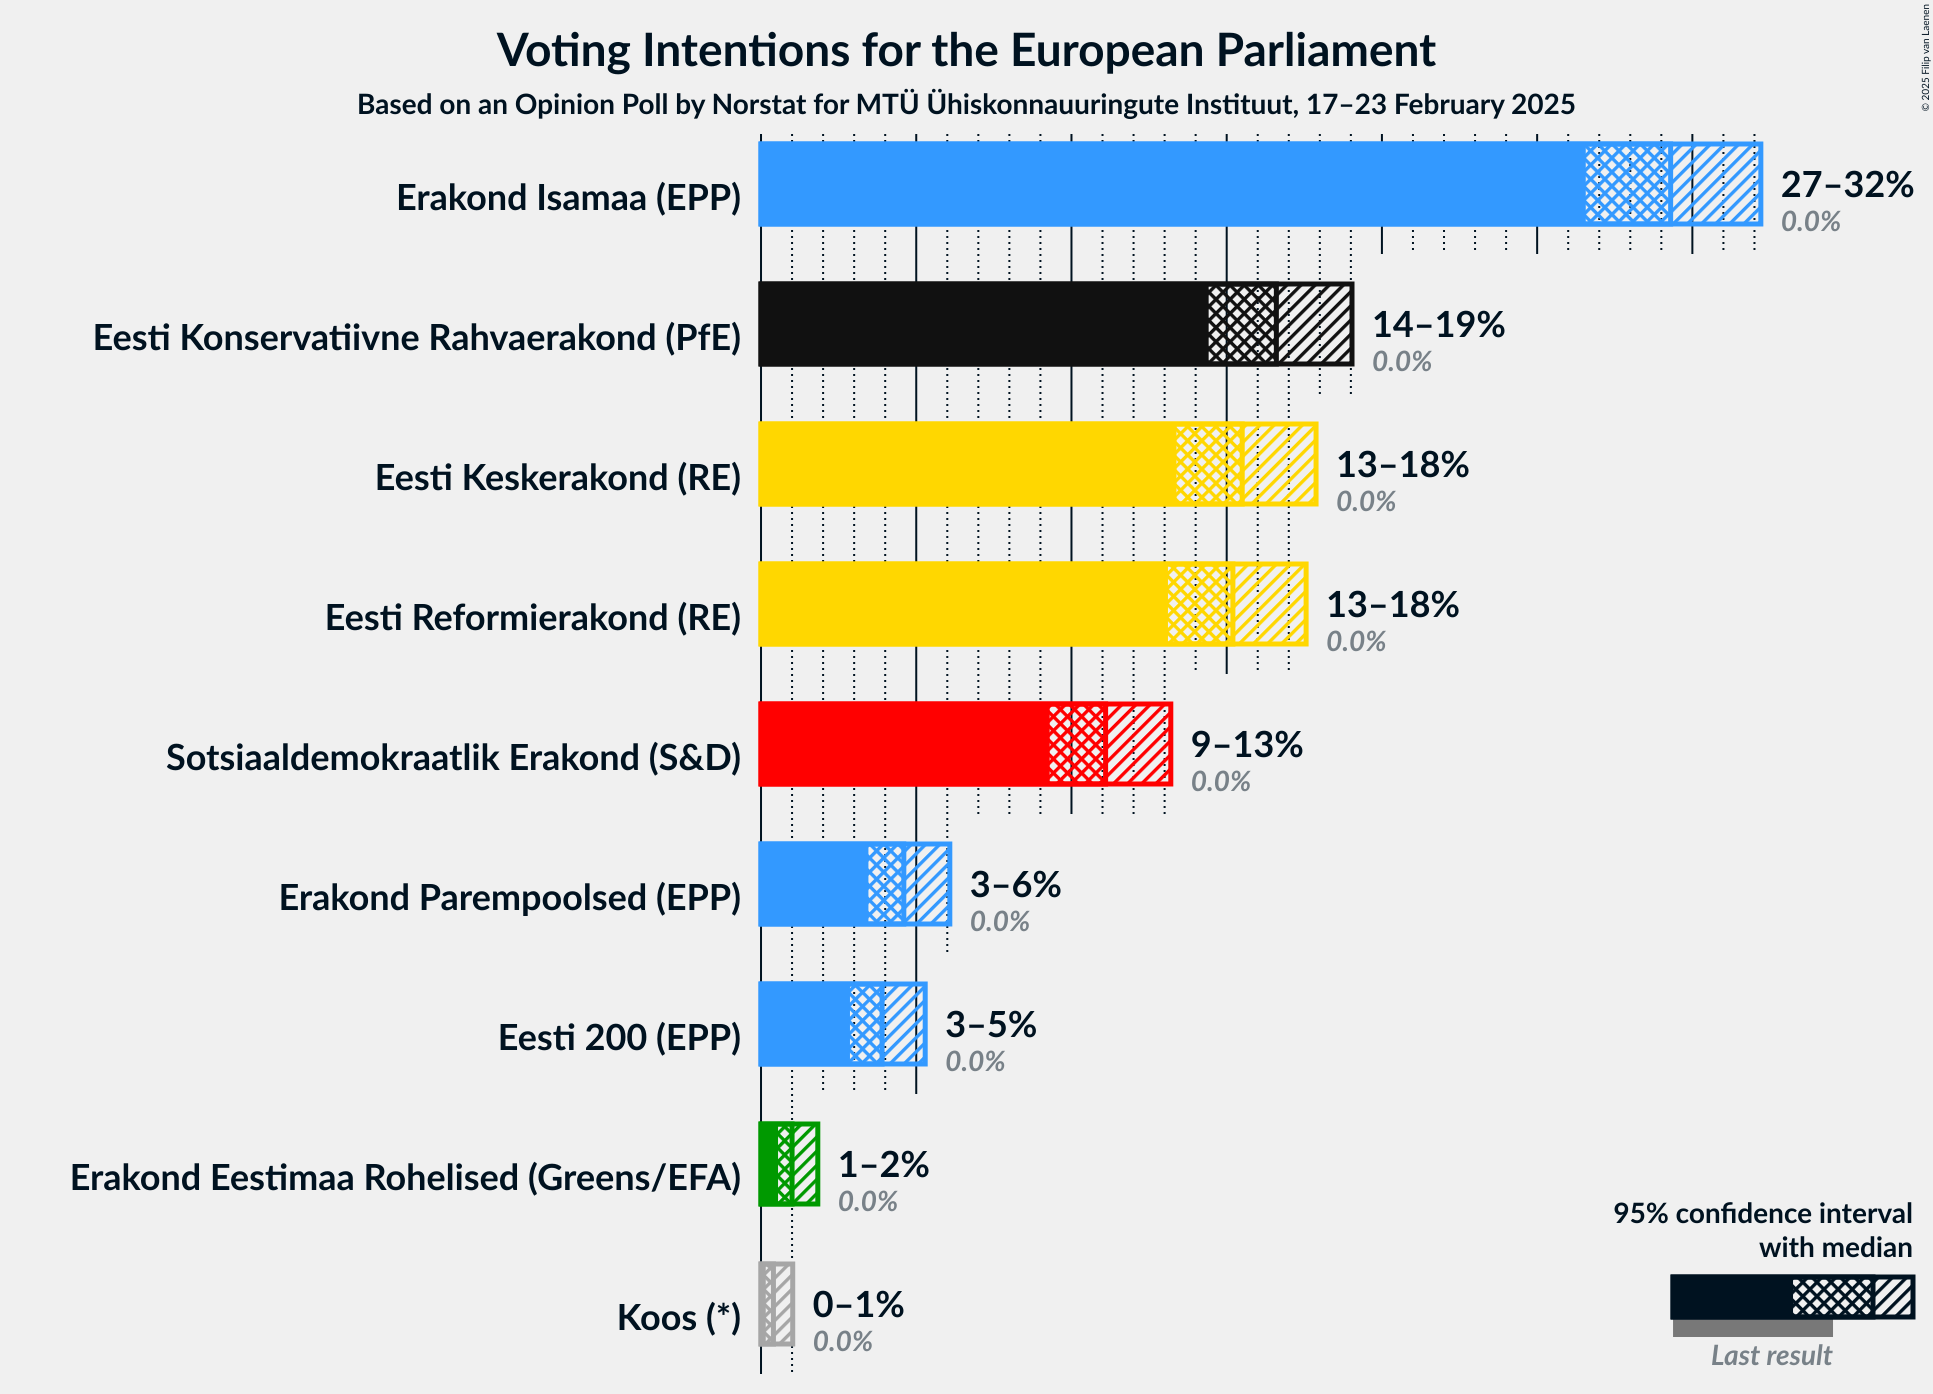 Voting Intentions for the European Parliament
Based on an Opinion Poll by Norstat for MTÜ Ühiskonnauuringute Instituut, 17–23 February 2025
© 2025 Filip van Laenen
Erakond Isamaa (EPP)
27–32%
0.0%
Eesti Konservatiivne Rahvaerakond (PfE)
14–19%
0.0%
Eesti Keskerakond (RE)
13–18%
0.0%
Eesti Reformierakond (RE)
13–18%
0.0%
Sotsiaaldemokraatlik Erakond (S&D)
9–13%
0.0%
Erakond Parempoolsed (EPP)
3–6%
0.0%
Eesti 200 (EPP)
3–5%
0.0%
Erakond Eestimaa Rohelised (Greens/EFA)
1–2%
0.0%
Koos (*)
0–1%
0.0%
95% confidence interval
with median
Last result